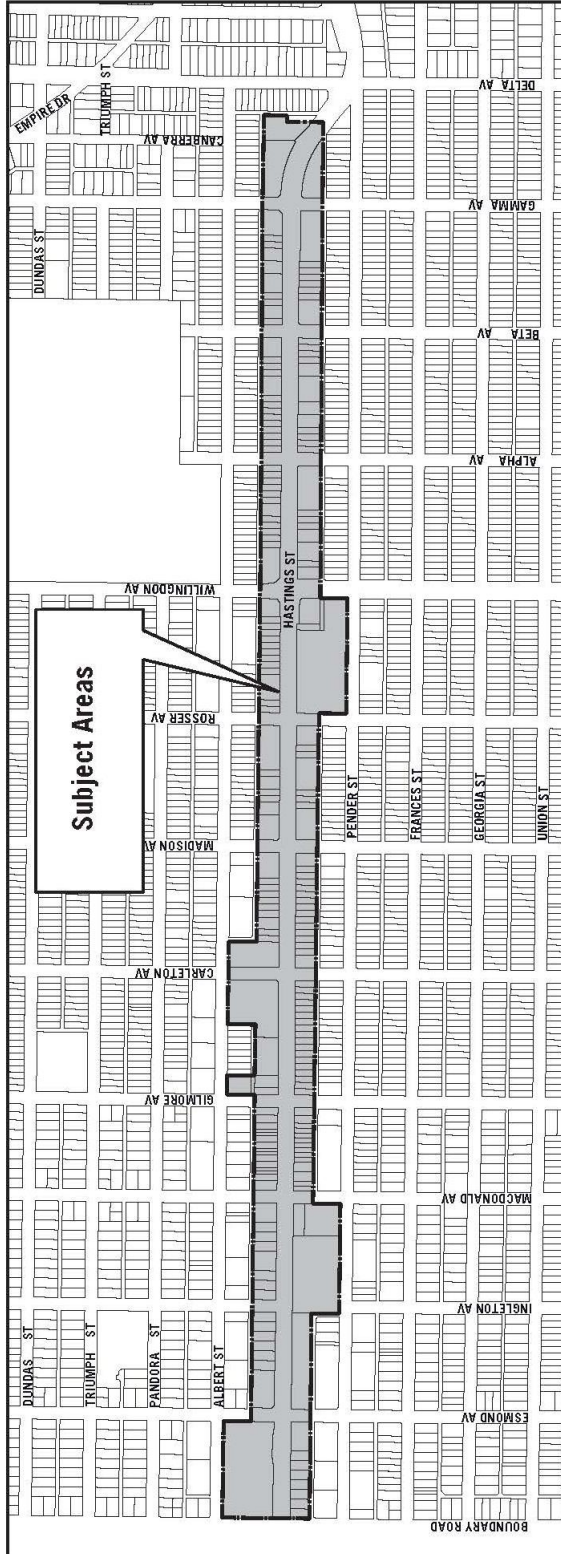 EMPIRE DR
TRIUMPH ST
CANBERRA AV
DELTA AV
DUNDAS ST
GAMMA AV
BETA AV
ALPHA AV
WILLINGDON AV
HASTINGS ST
Subject Areas
ROSSER AV
MADISON AV
PENDER ST
FRANCES ST
GEORGIA ST
UNION ST
CARLETON AV
GILMORE AV
MACDONALD AV
INGLETON AV
DUNDAS ST
TRIUMPH ST
PANDORA ST
ALBERT ST
ESMOND AV
BOUNDARY ROAD